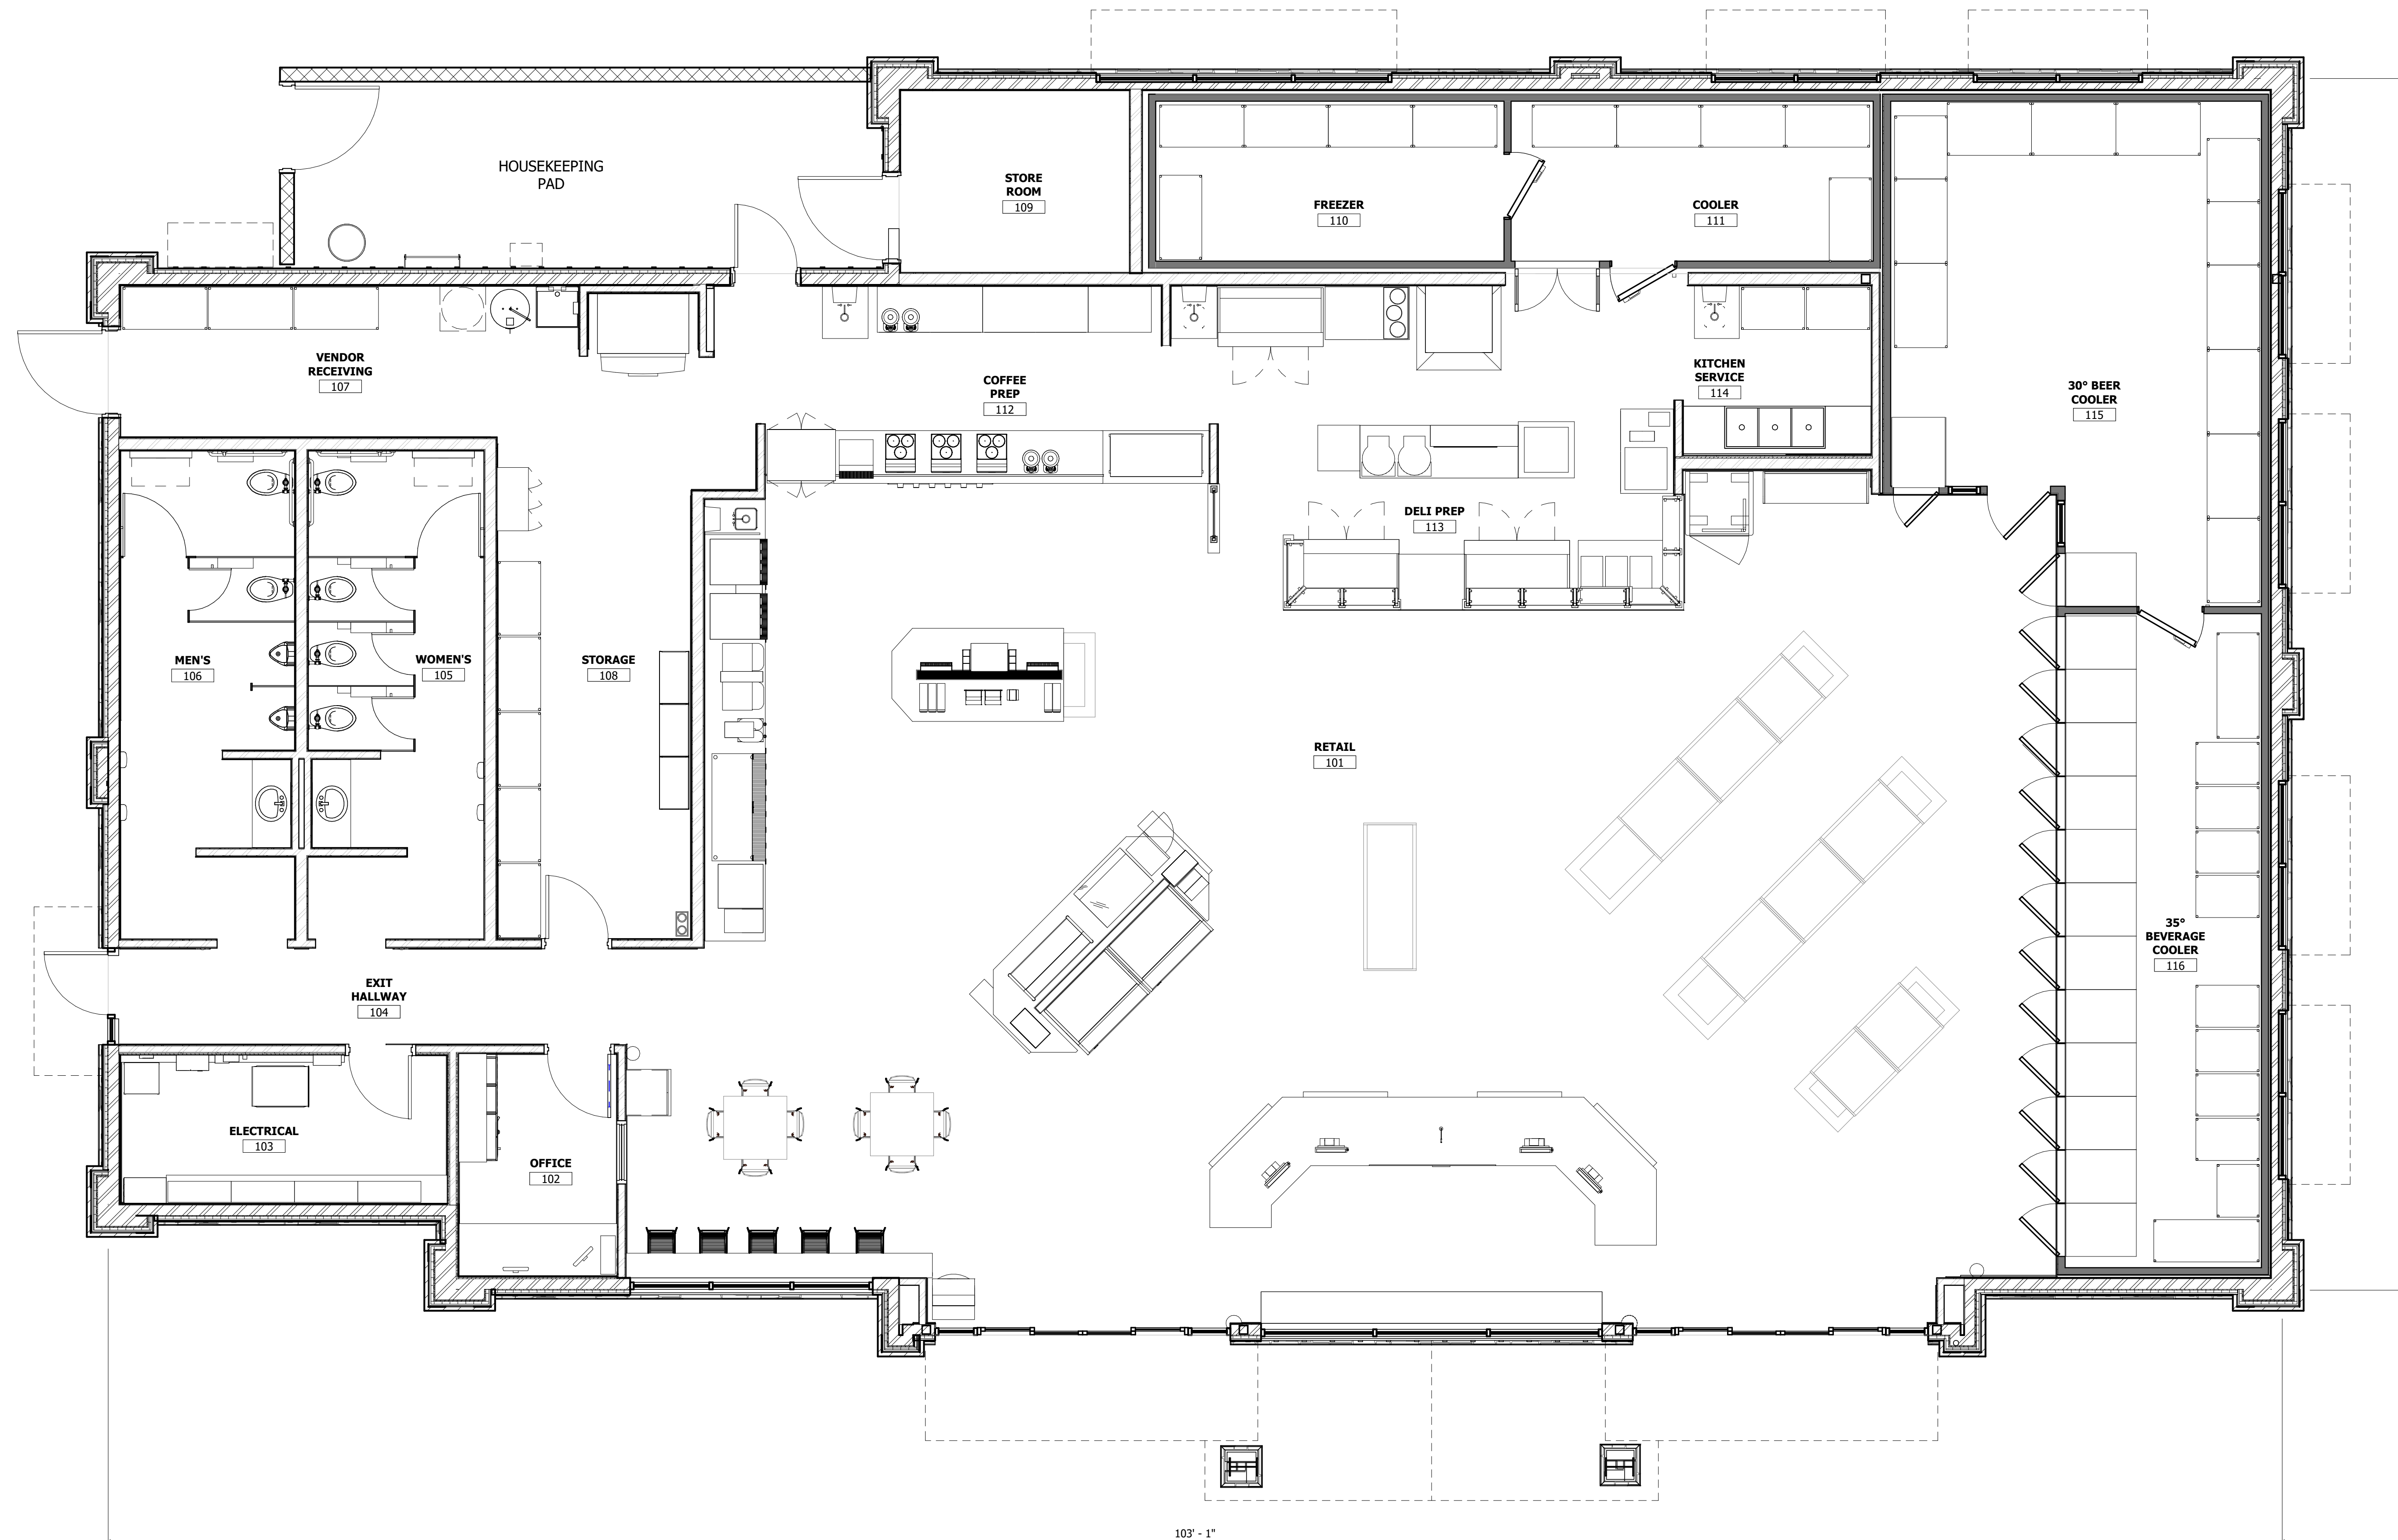 HOUSEKEEPING
PAD
STORE
ROOM
109
FREEZER
110
COOLER
111
VENDOR
RECEIVING
107
COFFEE
PREP
112
KITCHEN
SERVICE
114
30° BEER
COOLER
115
DELI PREP
113
MEN'S
106
WOMEN'S
105
STORAGE
108
RETAIL
101
35°
BEVERAGE
COOLER
116
EXIT
HALLWAY
104
ELECTRICAL
103
OFFICE
102
103' - 1"